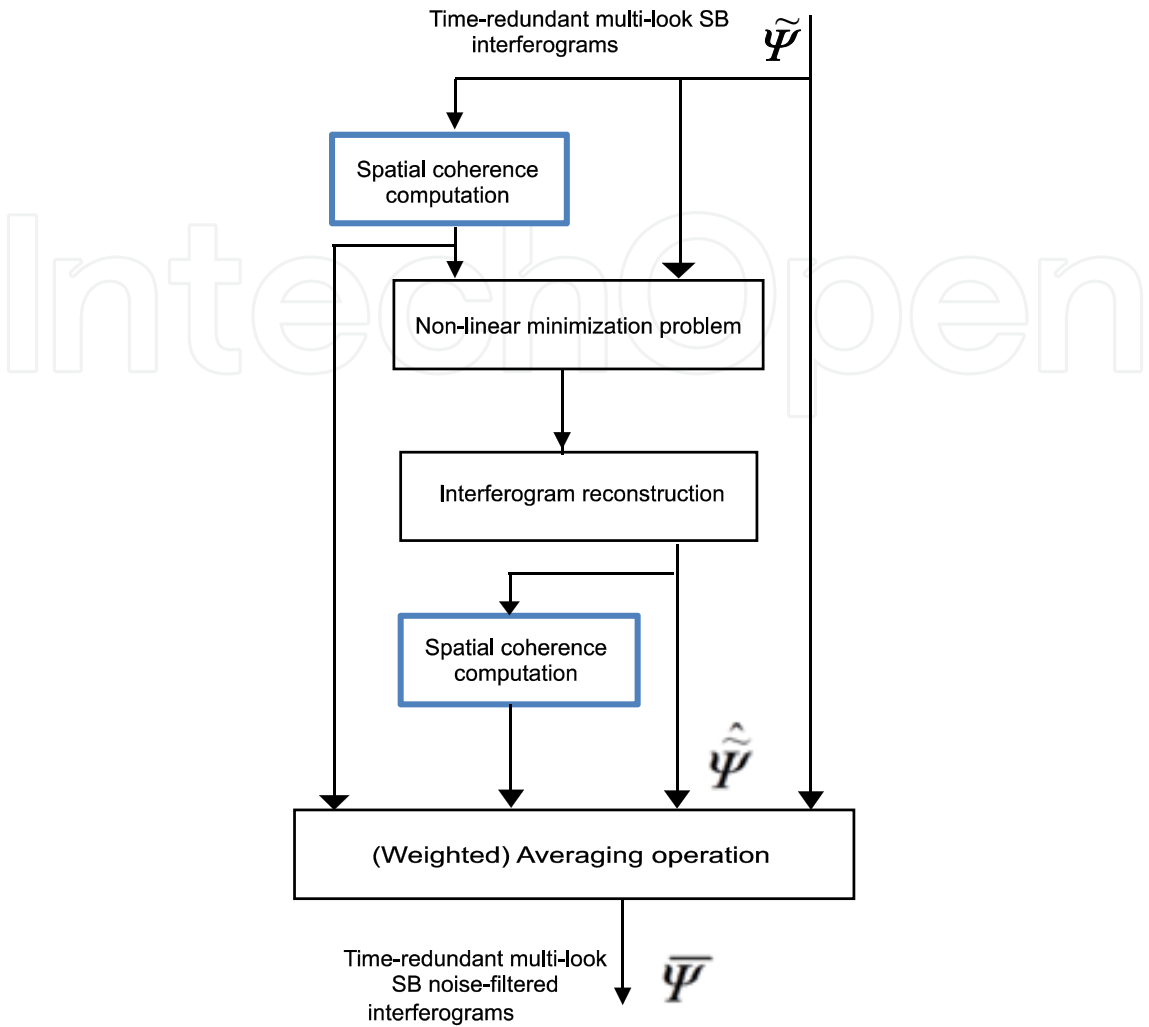 Time-redundant multi-look SB
interferograms
Ψ̃
Spatial coherence
computation
Non-linear minimization problem
IntechOpen
Interferogram reconstruction
Spatial coherence
computation
Ψ̃̂
(Weighted) Averaging operation
Time-redundant multi-look
SB noise-filtered
interferograms
Ψ̅